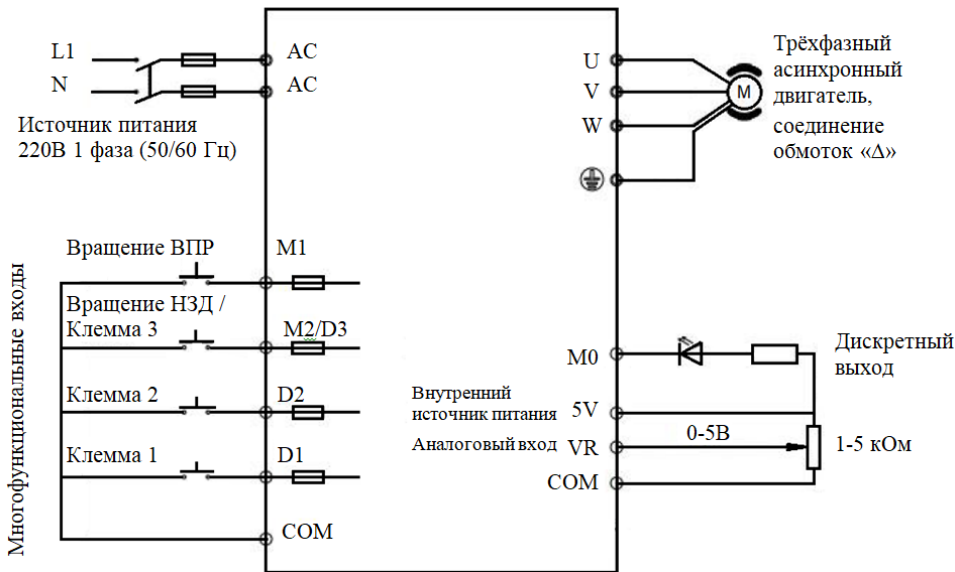 L1
AC
N
AC
Источник питания
220В 1 фаза (50/60 Гц)
U
V
W
M
Трёхфазный
асинхронный
двигатель,
соединение
обмоток «Δ»
Многофункциональные входы
Вращение ВПР
M1
Вращение НЗД /
Клемма 3
M2/D3
Клемма 2
D2
Клемма 1
D1
COM
M0
Дискретный
выход
Внутренний
источник питания
5V
Аналоговый вход
VR
0-5В
1-5 кОм
COM